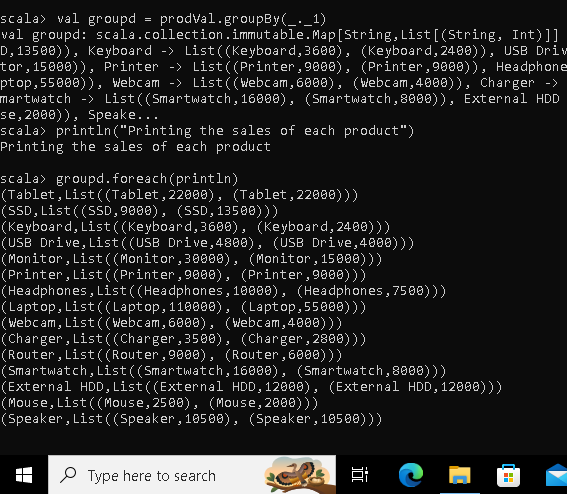 scala> val groupd = prodVal.groupBy(_._1)
val groupd: scala.collection.immutable.Map[String,List[(String, Int)]]
D,13500)), Keyboard -> List((Keyboard,3600), (Keyboard,2400)), USB Driv
tor,15000)), Printer -> List((Printer,9000), (Printer,9000)), Headphone
ptop,55000)), Webcam -> List((Webcam,6000), (Webcam,4000)), Charger ->
martwatch -> List((Smartwatch,16000), (Smartwatch,8000)), External HDD
se,2000)), Speake...
scala> println("Printing the sales of each product")
Printing the sales of each product
scala> groupd.foreach(println)
(Tablet,List((Tablet,22000), (Tablet,22000)))
(SSD,List((SSD,9000), (SSD,13500)))
(Keyboard,List((Keyboard,3600), (Keyboard,2400)))
(USB Drive,List((USB Drive,4800), (USB Drive,4000)))
(Monitor,List((Monitor,30000), (Monitor,15000)))
(Printer,List((Printer,9000), (Printer,9000)))
(Headphones,List((Headphones,10000), (Headphones,7500)))
(Laptop,List((Laptop,110000), (Laptop,55000)))
(Webcam,List((Webcam,6000), (Webcam,4000)))
(Charger,List((Charger,3500), (Charger,2800)))
(Router,List((Router,9000), (Router,6000)))
(Smartwatch,List((Smartwatch,16000), (Smartwatch,8000)))
(External HDD,List((External HDD,12000), (External HDD,12000)))
(Mouse,List((Mouse,2500), (Mouse,2000)))
(Speaker,List((Speaker,10500), (Speaker,10500)))
Type here to search